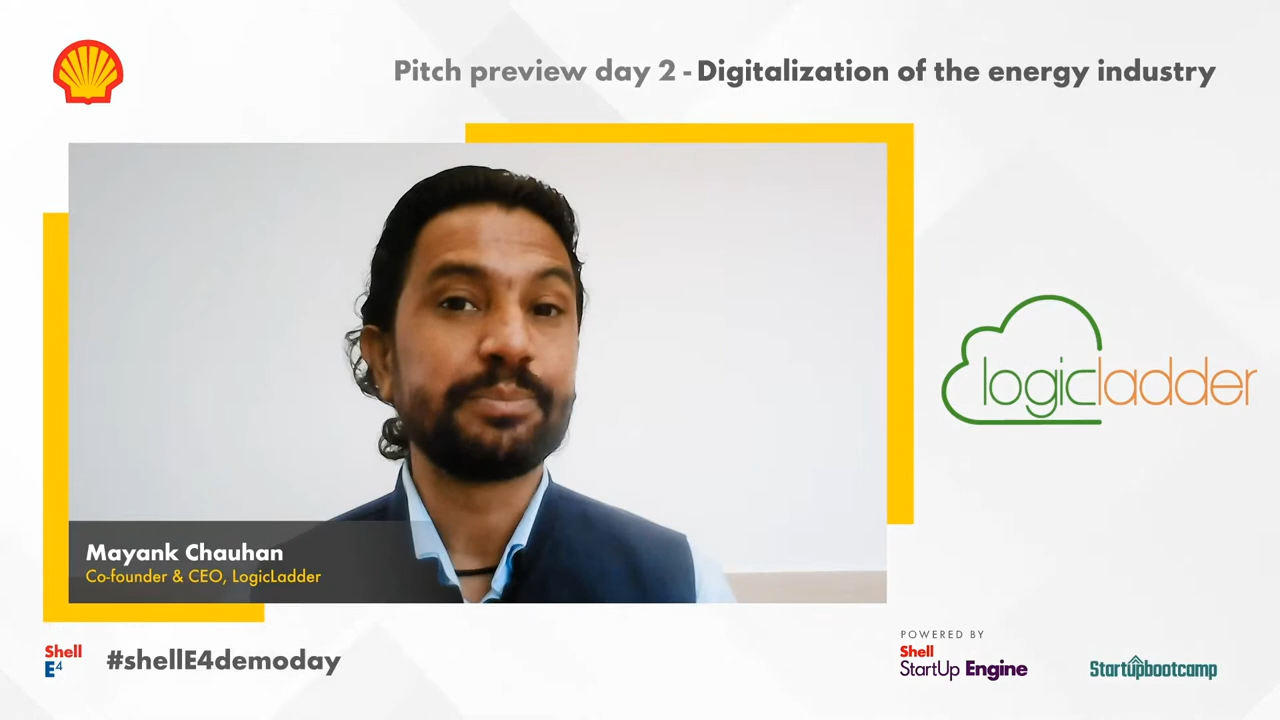 Pitch preview day 2 - Digitalization of the energy industry
logicladder
Mayank Chauhan
Co-founder & CEO, LogicLadder
Shell
E4
#shellE4demoday
POWERED BY
Shell
StartUp Engine
Startupbootcamp